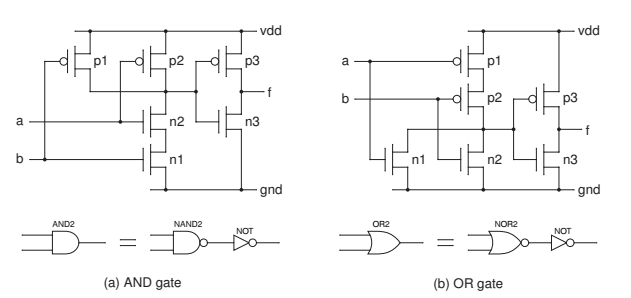 vdd
p1
p2
p3
f
a
n2
n3
b
n1
gnd
AND2
NAND2
NOT
(a) AND gate
vdd
a
p1
b
p2
p3
f
n1
n2
n3
gnd
OR2
NOR2
NOT
(b) OR gate